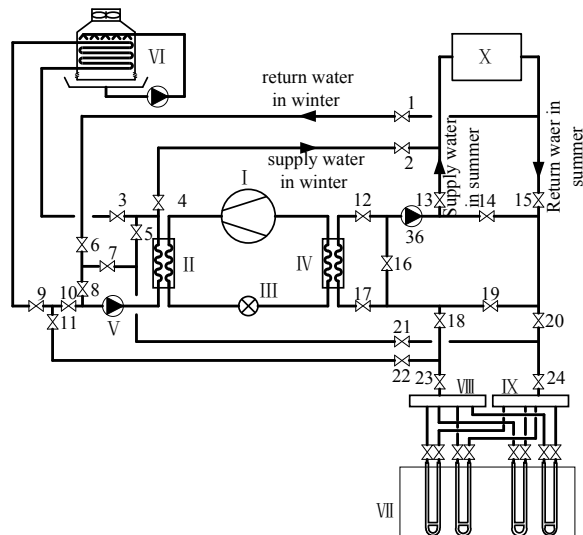 VI
X
return water
in winter
1
supply water
in winter
2
Supply water
in summer
Return waer in
summer
I
3
4
5
12
13
14
15
36
6
7
8
II
IV
16
III
9
10
11
V
17
18
19
20
21
22
23
24
VIII
IX
VII